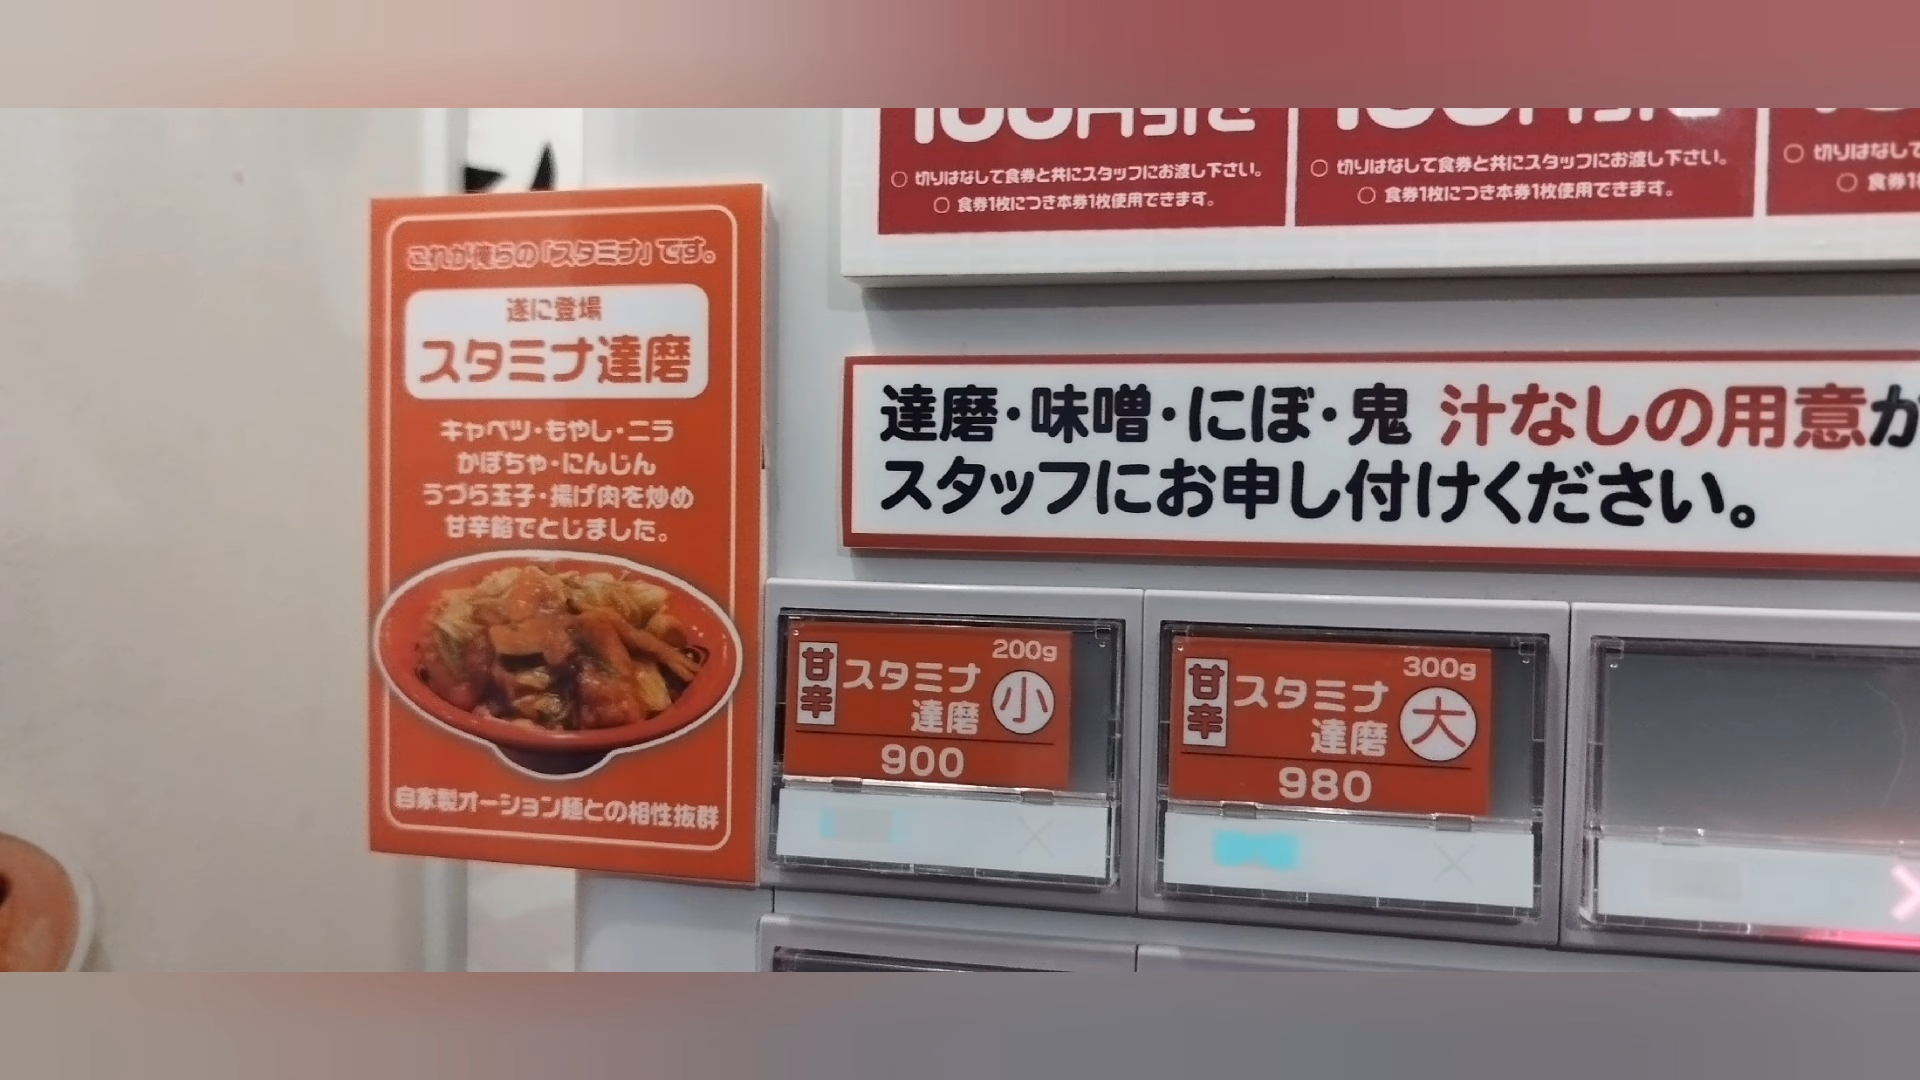 これが俺らの「スタミナ」です。
遂に登場
スタミナ達磨
キャベツ・もやし・ニラ
かぼちゃ・にんじん
うづら玉子・揚げ肉を炒め
甘辛餡でとじました。
自家製オーション麺との相性抜群
100円引き
○ 切りはなして食券と共にスタッフにお渡し下さい。
○ 食券1枚につき本券1枚使用できます。
○ 切りはなして食券と共にスタッフにお渡し下さい。
○ 食券1枚につき本券1枚使用できます。
○ 切りはなして
○ 食券1
達磨・味噌・にぼ・鬼 汁なしの用意が
スタッフにお申し付けください。
甘辛
スタミナ
達磨
200g
小
900
甘辛
スタミナ
達磨
300g
大
980